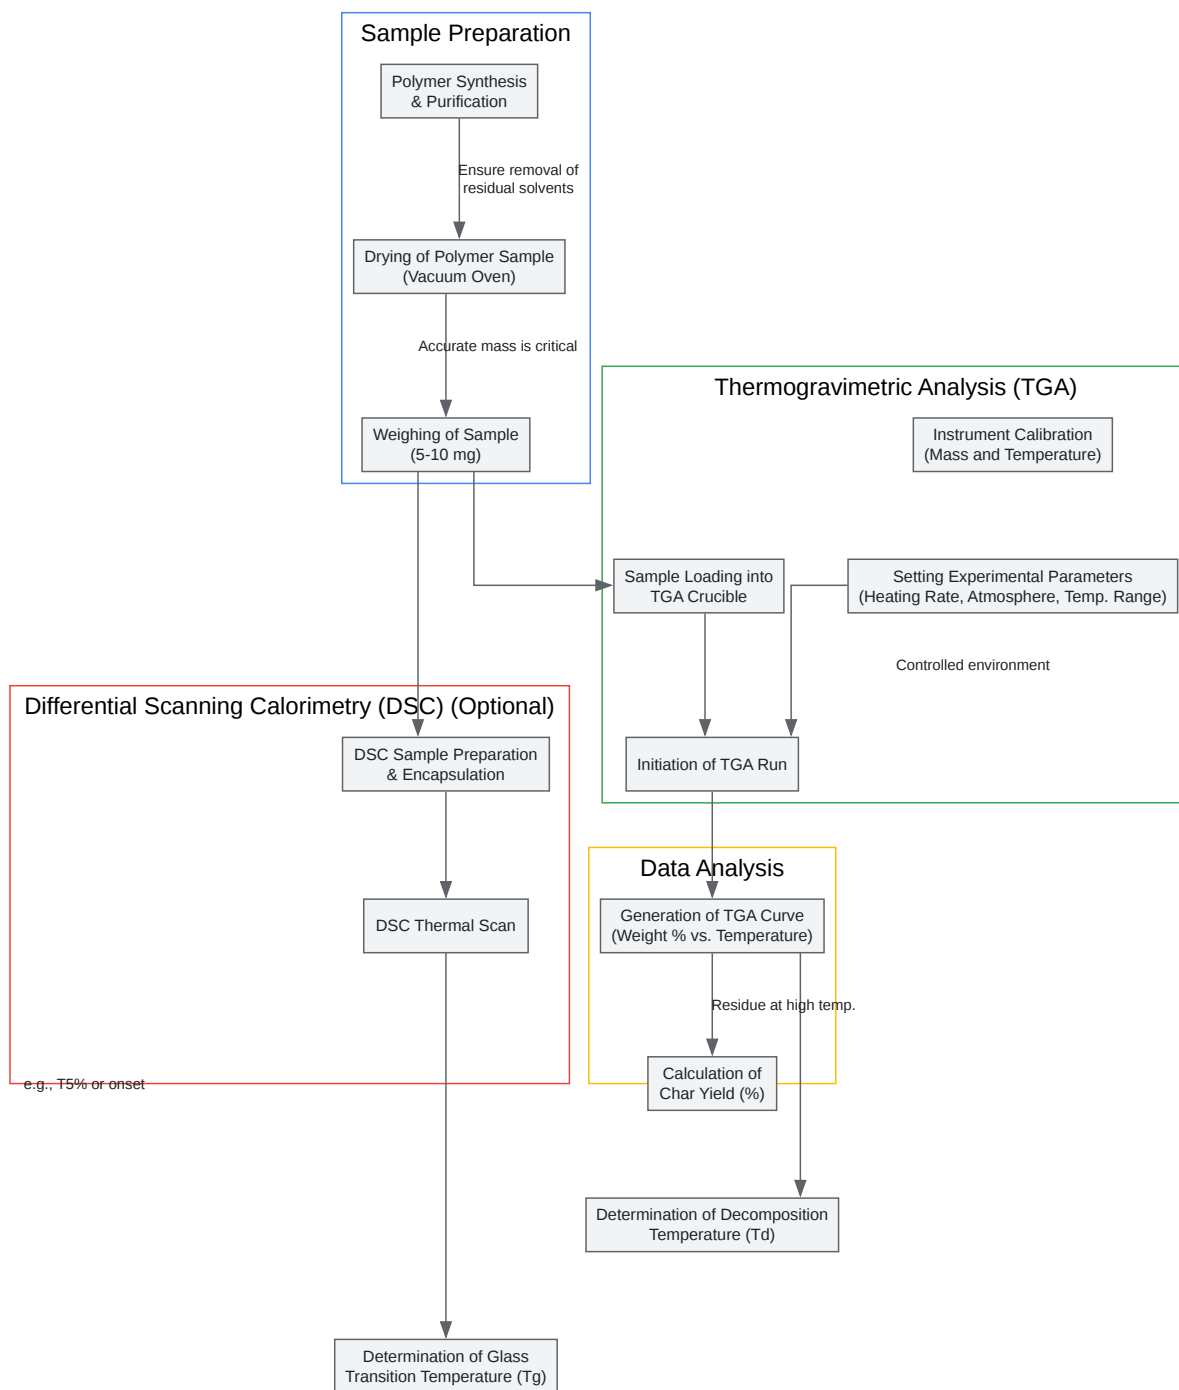 Sample Preparation
Polymer Synthesis
& Purification
Ensure removal of
residual solvents
Drying of Polymer Sample
(Vacuum Oven)
Accurate mass is critical
Weighing of Sample
(5-10 mg)
Thermogravimetric Analysis (TGA)
Instrument Calibration
(Mass and Temperature)
Sample Loading into
TGA Crucible
Setting Experimental Parameters
(Heating Rate, Atmosphere, Temp. Range)
Controlled environment
Initiation of TGA Run
Differential Scanning Calorimetry (DSC) (Optional)
DSC Sample Preparation
& Encapsulation
DSC Thermal Scan
e.g., T5% or onset
Data Analysis
Generation of TGA Curve
(Weight % vs. Temperature)
Residue at high temp.
Calculation of
Char Yield (%)
Determination of Decomposition
Temperature (Td)
Determination of Glass
Transition Temperature (Tg)